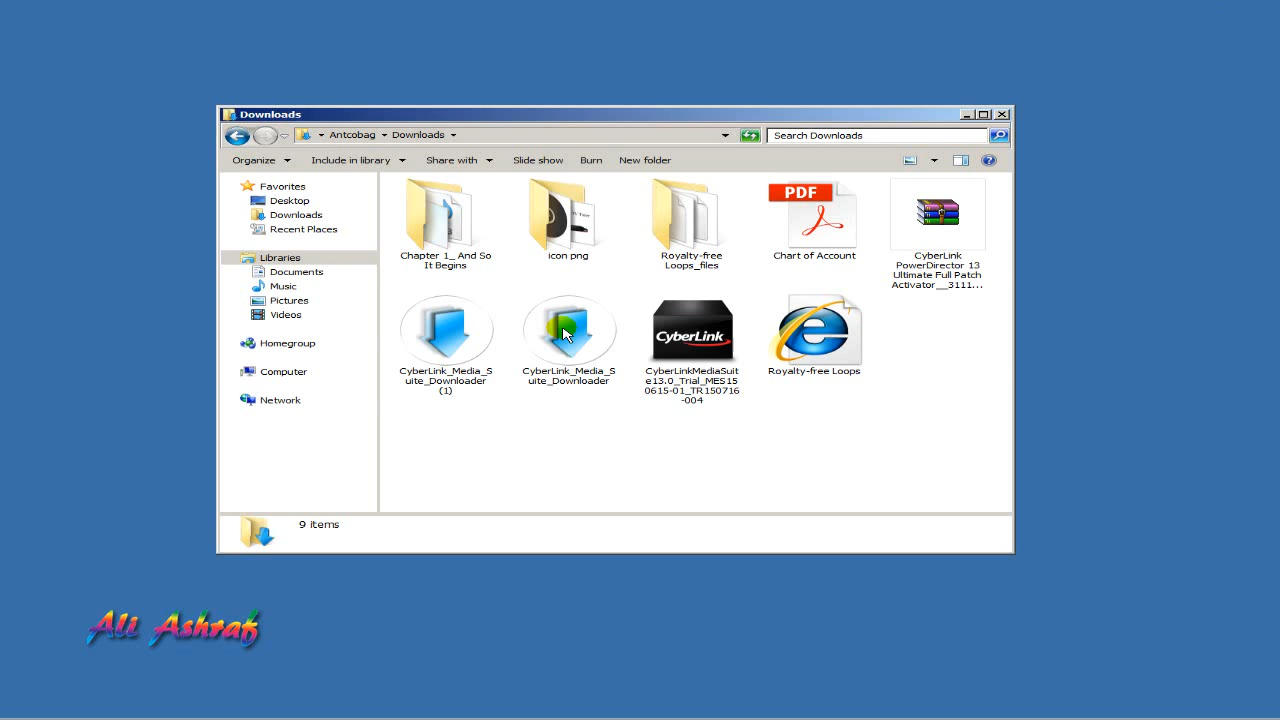 Downloads
Antcobag Downloads
Search Downloads
Organize Include in library Share with Slide show Burn New folder
Favorites
Desktop
Downloads
Recent Places
Libraries
Documents
Music
Pictures
Videos
Homegroup
Computer
Network
Chapter 1_ And So
It Begins
icon png
Royalty-free
Loops_files
PDF
Chart of Account
CyberLink
PowerDirector 13
Ultimate Full Patch
Activator__3111...
CyberLink_Media_S
uite_Downloader
(1)
CyberLink_Media_S
uite_Downloader
CyberLink
CyberLinkMediaSuit
e13.0_Trial_MES15
0615-01_TR150716
-004
Royalty-free Loops
9 items
Ali Ashraf